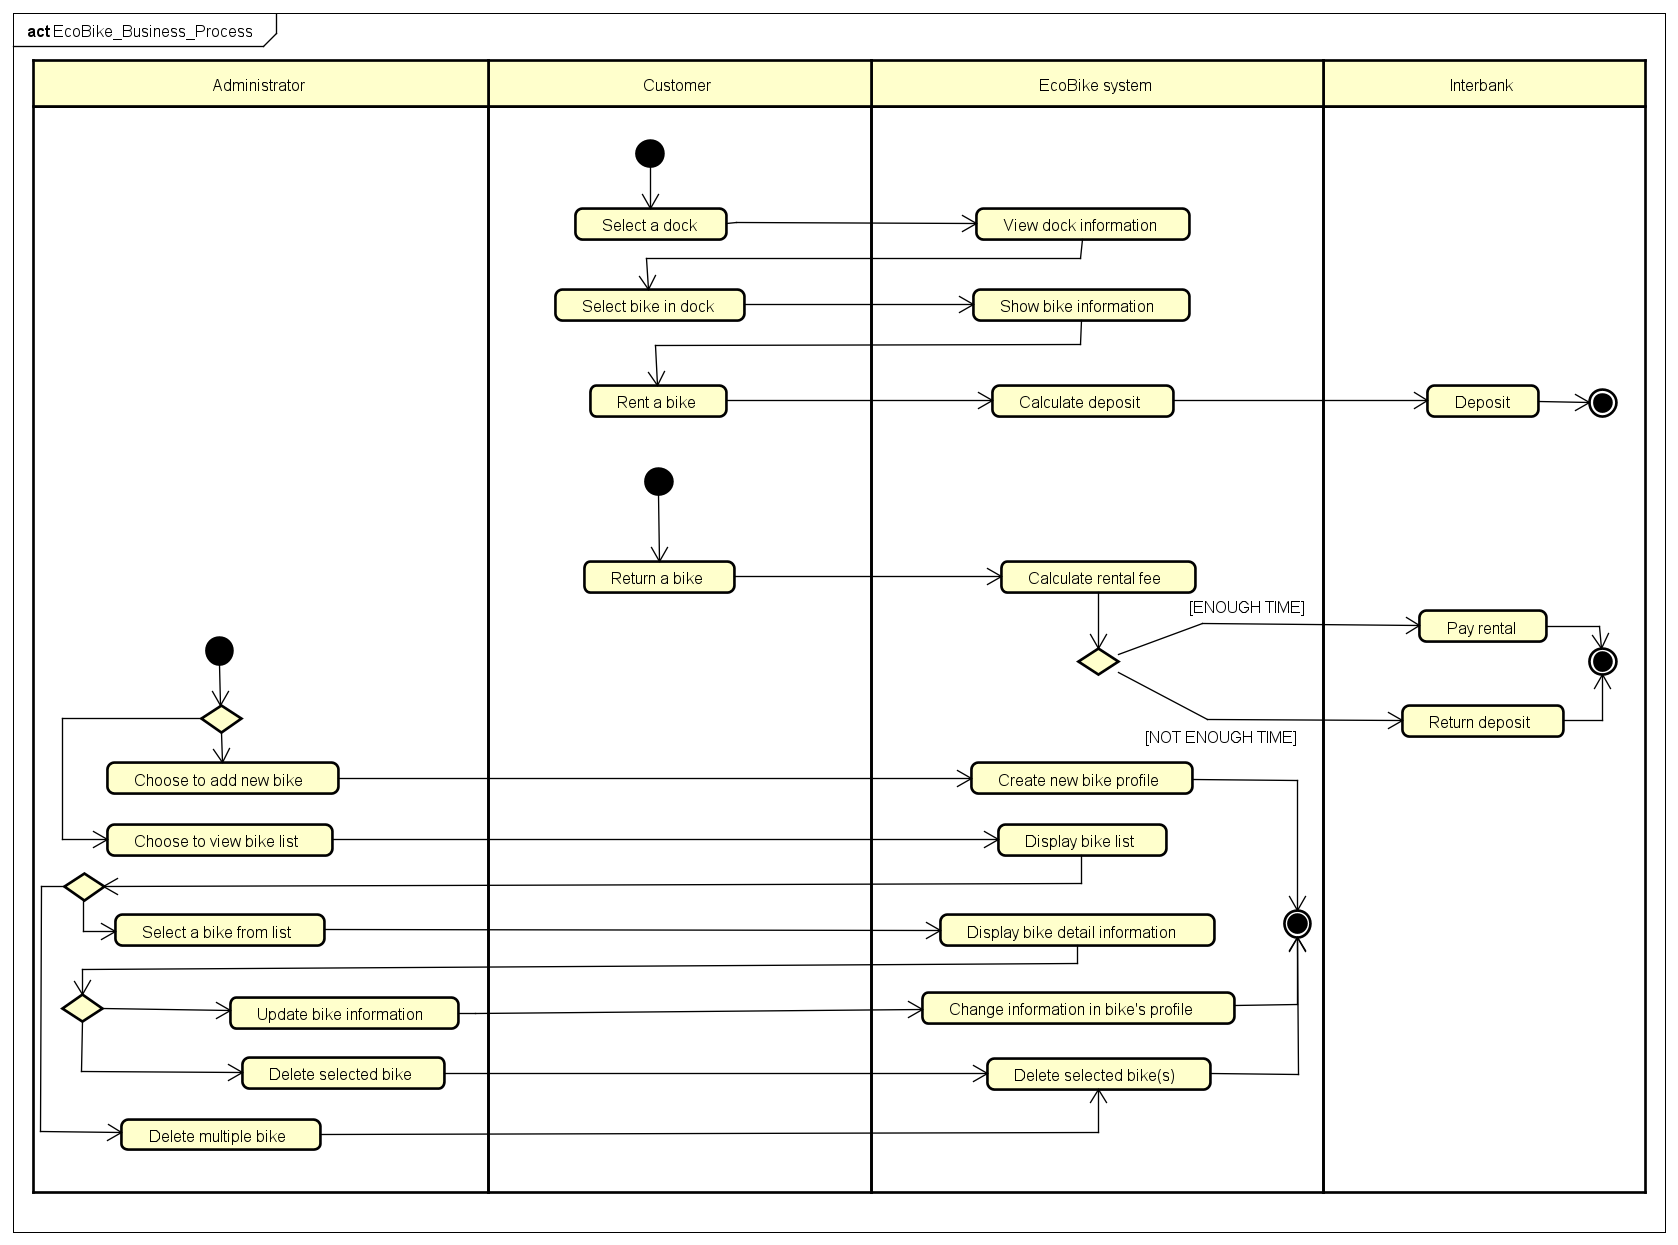 act EcoBike_Business_Process
Administrator
Customer
EcoBike system
Interbank
Select a dock
View dock information
Select bike in dock
Show bike information
Rent a bike
Calculate deposit
Deposit
Return a bike
Calculate rental fee
[ENOUGH TIME]
Pay rental
Return deposit
[NOT ENOUGH TIME]
Choose to add new bike
Create new bike profile
Choose to view bike list
Display bike list
Select a bike from list
Display bike detail information
Update bike information
Change information in bike's profile
Delete selected bike
Delete selected bike(s)
Delete multiple bike